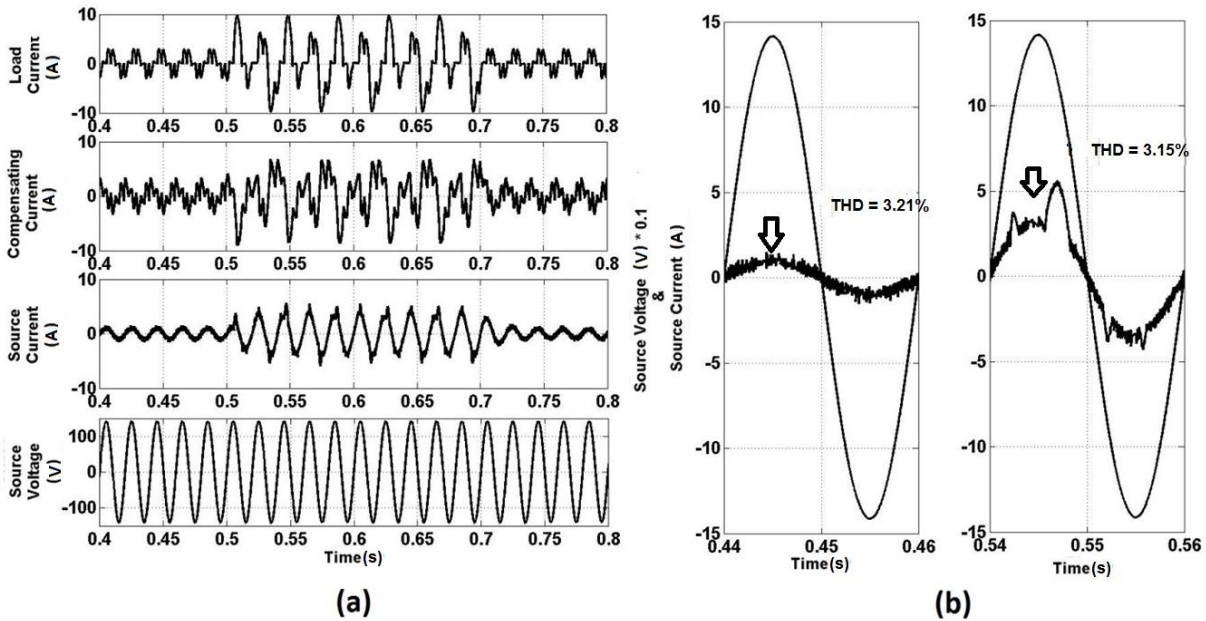 Load
Current
(A)
10
0
-10
0.4 0.45 0.5 0.55 0.6 0.65 0.7 0.75 0.8
Compensating
Current
(A)
10
0
-10
0.4 0.45 0.5 0.55 0.6 0.65 0.7 0.75 0.8
Source
Current
(A)
10
0
-10
0.4 0.45 0.5 0.55 0.6 0.65 0.7 0.75 0.8
Source
Voltage
(V)
100
0
-100
0.4 0.45 0.5 0.55 0.6 0.65 0.7 0.75 0.8
Time(s)
(a)
Source Voltage (V) * 0.1
&
Source Current (A)
15
10
5
0
-5
-10
-15
0.44 0.45 0.46
Time(s)
THD = 3.21%
15
10
5
0
-5
-10
-15
0.54 0.55 0.56
Time(s)
THD = 3.15%
(b)